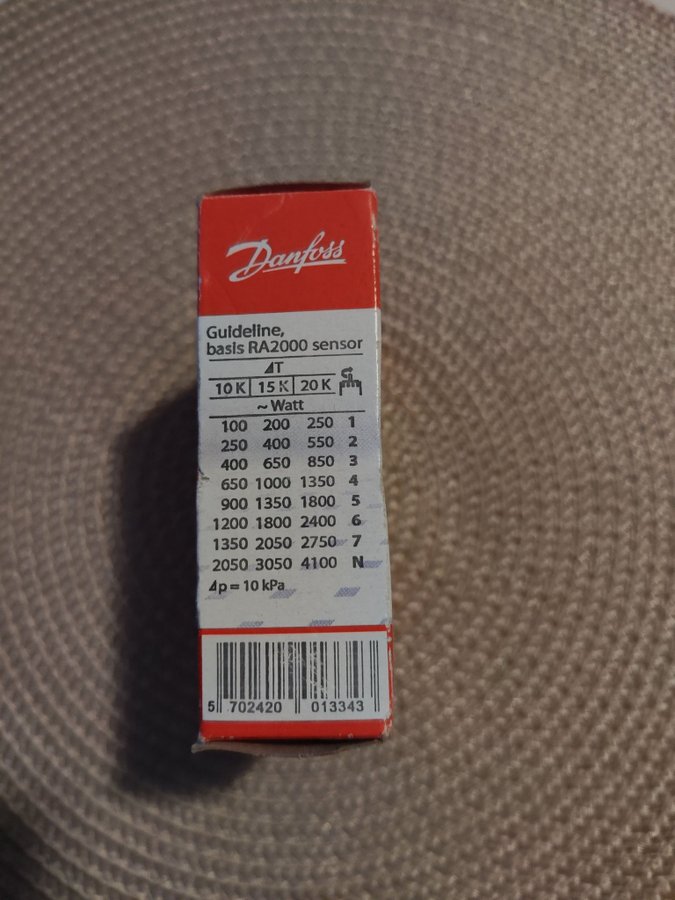 Danfoss
Guideline,
basis RA2000 sensor
⊿T
10 K 15 K 20 K
~ Watt
100 200 250 1
250 400 550 2
400 650 850 3
650 1000 1350 4
900 1350 1800 5
1200 1800 2400 6
1350 2050 2750 7
2050 3050 4100 N
⊿p = 10 kPa
5 702420 013343